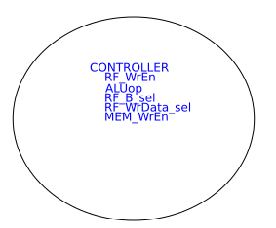 CONTROLLER
RF_WrEn
ALUop
RF_B_sel
RF_WrData_sel
MEM_WrEn